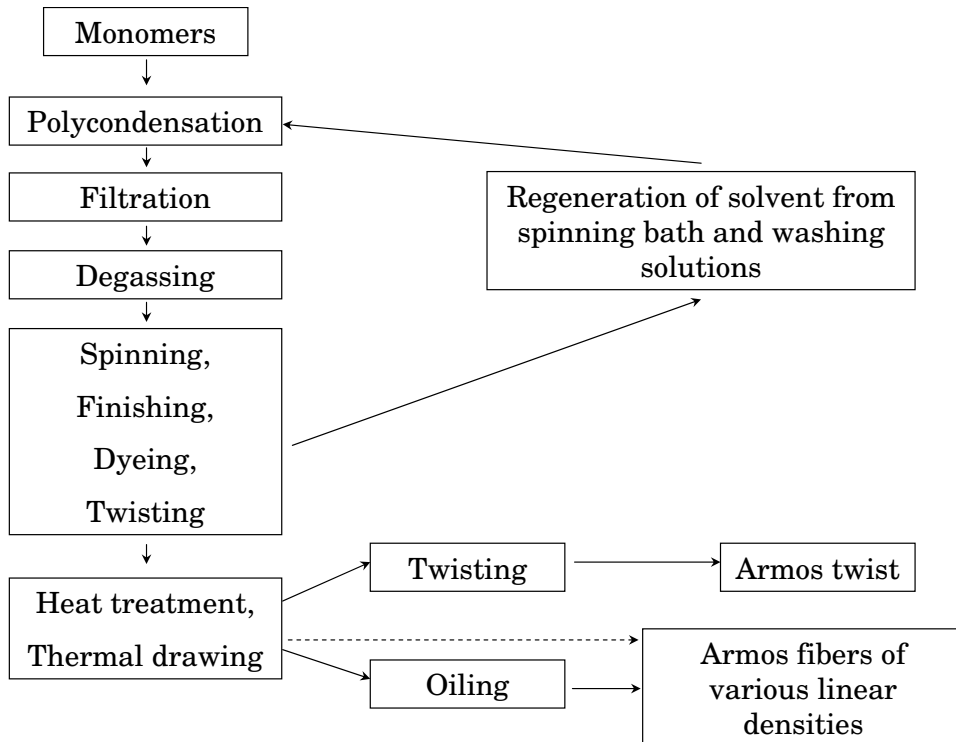 Monomers
Polycondensation
Filtration
Regeneration of solvent from
spinning bath and washing
solutions
Degassing
Spinning,
Finishing,
Dyeing,
Twisting
Heat treatment,
Thermal drawing
Twisting
Armos twist
Oiling
Armos fibers of
various linear
densities